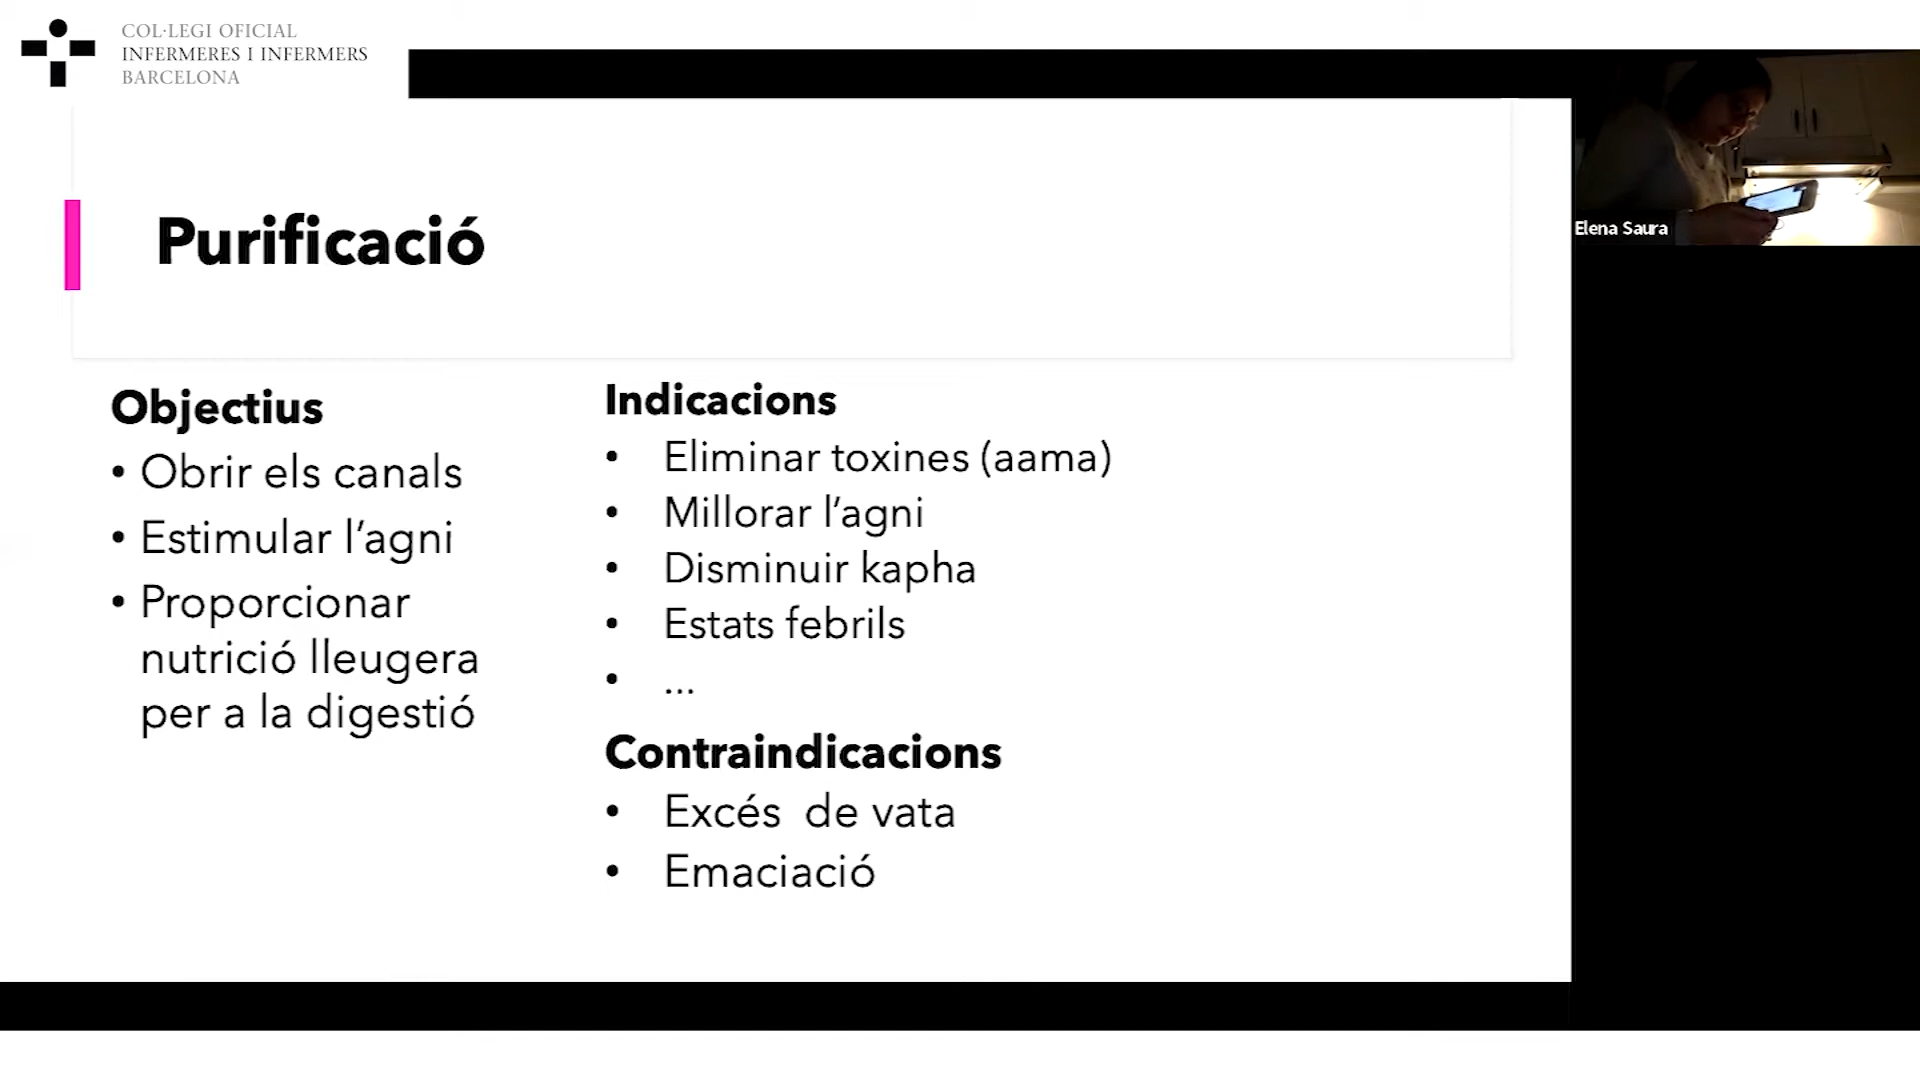 COL·LEGI OFICIAL
INFERMERES I INFERMERS
BARCELONA
Elena Saura
Purificació
Objectius
• Obrir els canals
• Estimular l’agni
• Proporcionar
nutrició lleugera
per a la digestió
Indicacions
• Eliminar toxines (aama)
• Millorar l’agni
• Disminuir kapha
• Estats febrils
• ...
Contraindicacions
• Excés  de vata
• Emaciació